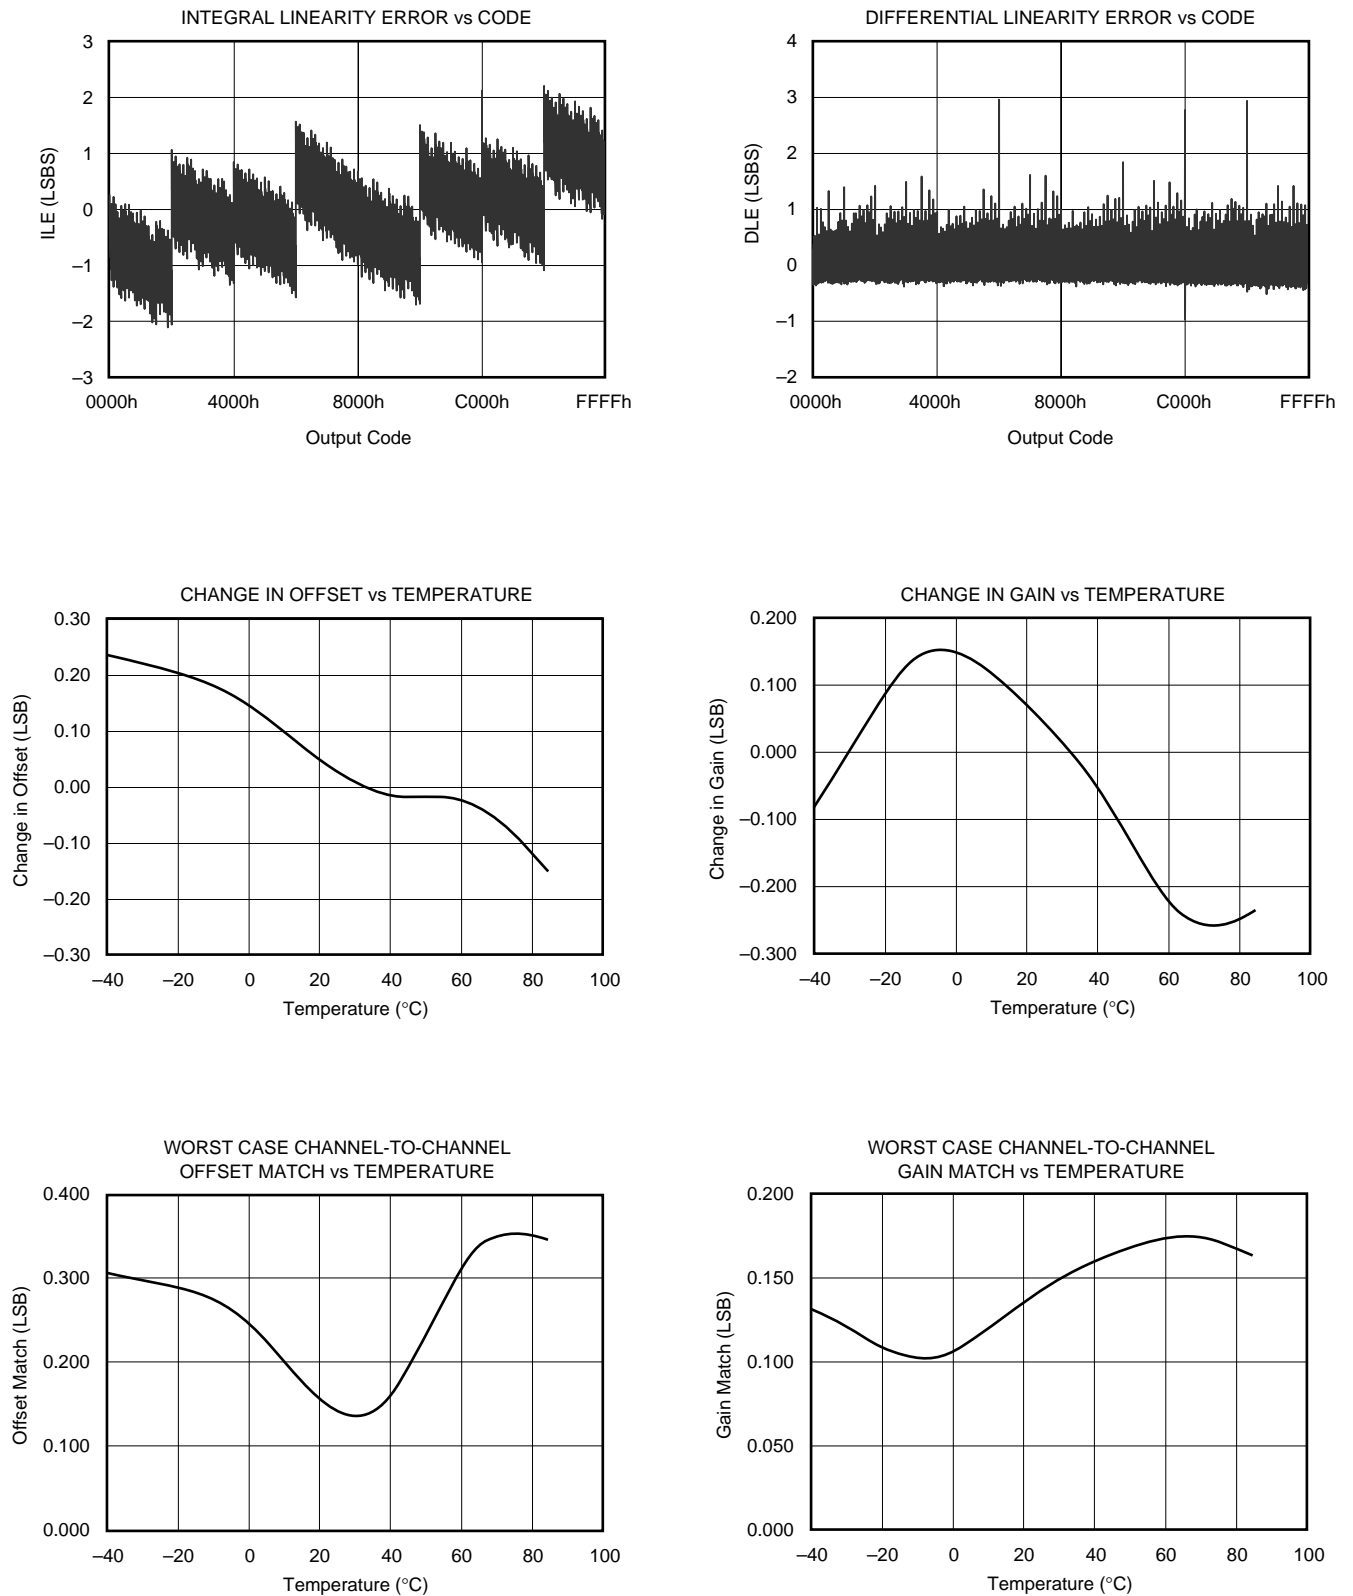 INTEGRAL LINEARITY ERROR vs CODE
3
2
1
0
–1
–2
–3
ILE (LSBS)
0000h 4000h 8000h C000h FFFFh
Output Code
DIFFERENTIAL LINEARITY ERROR vs CODE
4
3
2
1
0
–1
–2
DLE (LSBS)
0000h 4000h 8000h C000h FFFFh
Output Code
CHANGE IN OFFSET vs TEMPERATURE
0.30
0.20
0.10
0.00
–0.10
–0.20
–0.30
Change in Offset (LSB)
–40 –20 0 20 40 60 80 100
Temperature (°C)
CHANGE IN GAIN vs TEMPERATURE
0.200
0.100
0.000
–0.100
–0.200
–0.300
Change in Gain (LSB)
–40 –20 0 20 40 60 80 100
Temperature (°C)
WORST CASE CHANNEL-TO-CHANNEL
OFFSET MATCH vs TEMPERATURE
0.400
0.300
0.200
0.100
0.000
Offset Match (LSB)
–40 –20 0 20 40 60 80 100
Temperature (°C)
WORST CASE CHANNEL-TO-CHANNEL
GAIN MATCH vs TEMPERATURE
0.200
0.150
0.100
0.050
0.000
Gain Match (LSB)
–40 –20 0 20 40 60 80 100
Temperature (°C)